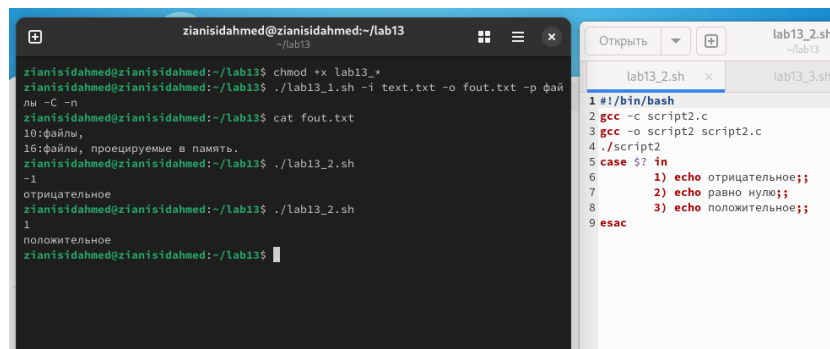 zianisidahmed@zianisidahmed:~/lab13
~/lab13
zianisidahmed@zianisidahmed:~/lab13$ chmod +x lab13_*
zianisidahmed@zianisidahmed:~/lab13$ ./lab13_1.sh -i text.txt -o fout.txt -p фай
лы -C -n
zianisidahmed@zianisidahmed:~/lab13$ cat fout.txt
10:файлы,
16:файлы, проецируемые в память.
zianisidahmed@zianisidahmed:~/lab13$ ./lab13_2.sh
-1
отрицательное
zianisidahmed@zianisidahmed:~/lab13$ ./lab13_2.sh
1
положительное
zianisidahmed@zianisidahmed:~/lab13$
Открыть
lab13_2.sh
~/lab13
lab13_2.sh ×
lab13_3.sh
1 #!/bin/bash
2 gcc -c script2.c
3 gcc -o script2 script2.c
4 ./script2
5 case $? in
6 1) echo отрицательное;;
7 2) echo равно нулю;;
8 3) echo положительное;;
9 esac